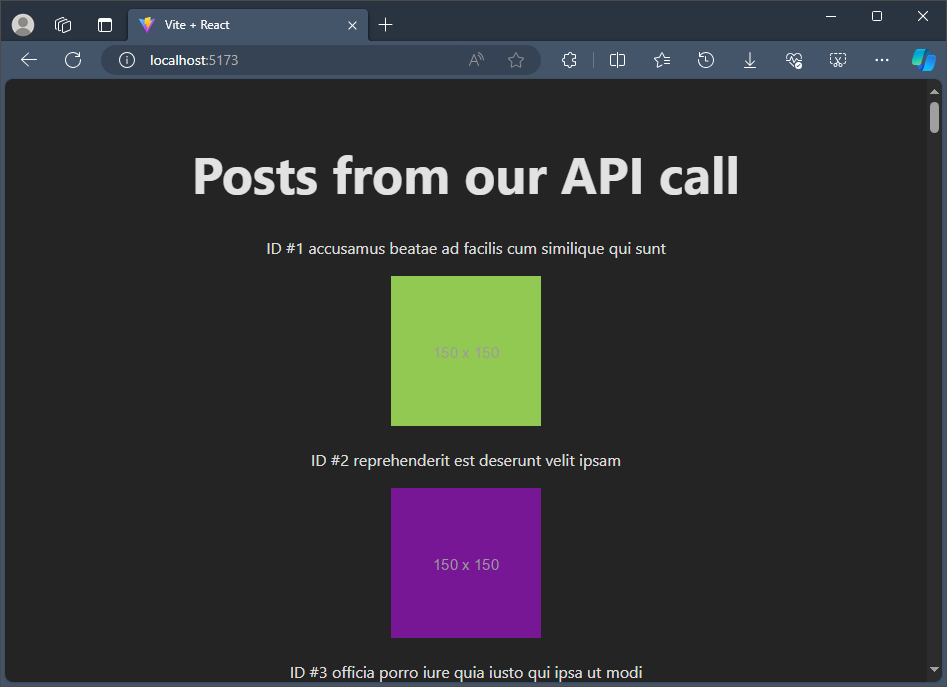 Vite + React
localhost:5173
Posts from our API call
ID #1 accusamus beatae ad facilis cum similique qui sunt
150 x 150
ID #2 reprehenderit est deserunt velit ipsam
150 x 150
ID #3 officia porro iure quia iusto qui ipsa ut modi